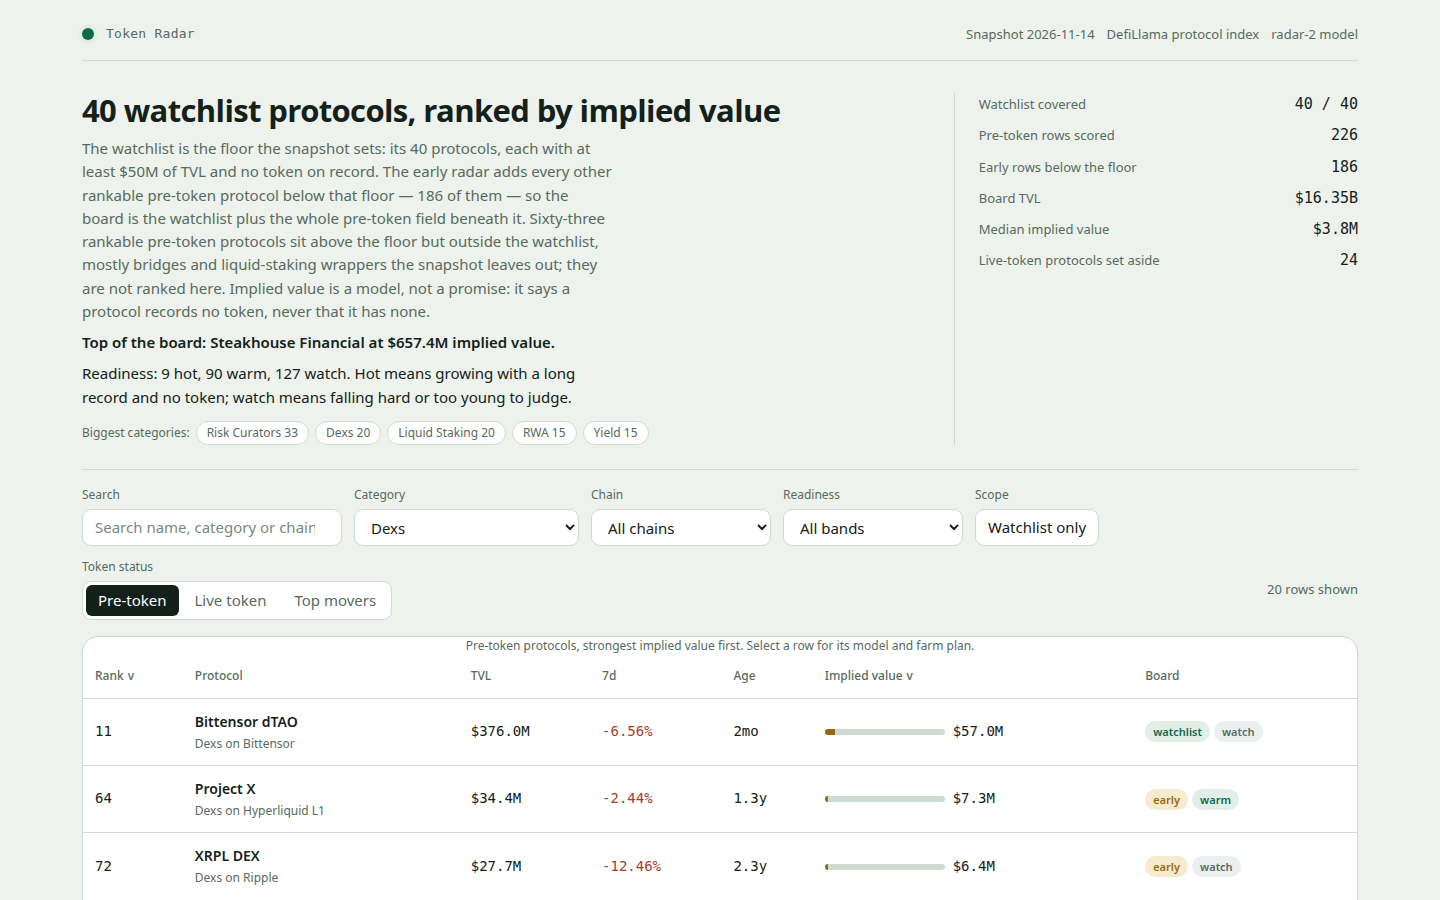 Token Radar
Snapshot 2026-11-14 DefiLlama protocol index radar-2 model
40 watchlist protocols, ranked by implied value
The watchlist is the floor the snapshot sets: its 40 protocols, each with at
least $50M of TVL and no token on record. The early radar adds every other
rankable pre-token protocol below that floor — 186 of them — so the
board is the watchlist plus the whole pre-token field beneath it. Sixty-three
rankable pre-token protocols sit above the floor but outside the watchlist,
mostly bridges and liquid-staking wrappers the snapshot leaves out; they
are not ranked here. Implied value is a model, not a promise: it says a
protocol records no token, never that it has none.
Top of the board: Steakhouse Financial at $657.4M implied value.
Readiness: 9 hot, 90 warm, 127 watch. Hot means growing with a long
record and no token; watch means falling hard or too young to judge.
Biggest categories: Risk Curators 33 Dexs 20 Liquid Staking 20 RWA 15 Yield 15
Watchlist covered 40 / 40
Pre-token rows scored 226
Early rows below the floor 186
Board TVL $16.35B
Median implied value $3.8M
Live-token protocols set aside 24
Search Category Chain Readiness Scope
Search name, category or chain Dexs All chains All bands Watchlist only
Token status
Pre-token Live token Top movers
20 rows shown
Pre-token protocols, strongest implied value first. Select a row for its model and farm plan.
Rank v Protocol TVL 7d Age Implied value v Board
11 Bittensor dTAO $376.0M -6.56% 2mo $57.0M watchlist watch
Dexs on Bittensor
64 Project X $34.4M -2.44% 1.3y $7.3M early warm
Dexs on Hyperliquid L1
72 XRPL DEX $27.7M -12.46% 2.3y $6.4M early watch
Dexs on Ripple